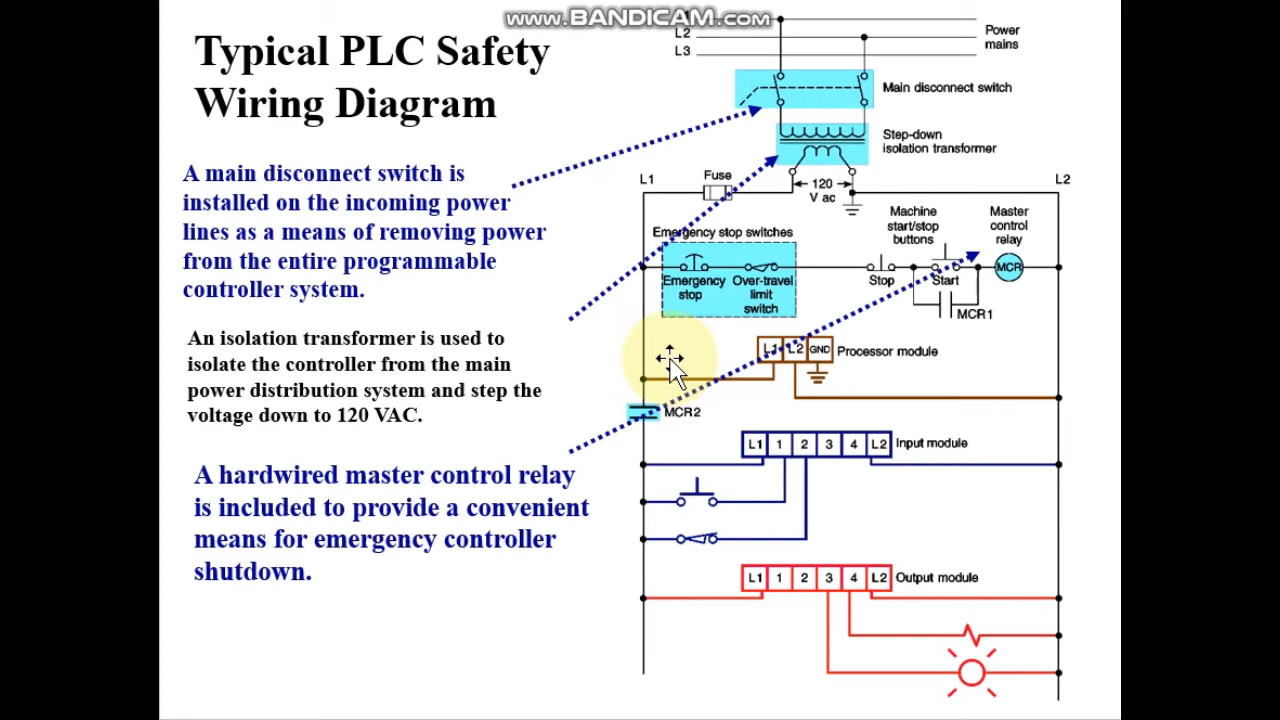 www.BANDICAM.com
Typical PLC Safety
Wiring Diagram
A main disconnect switch is
installed on the incoming power
lines as a means of removing power
from the entire programmable
controller system.
An isolation transformer is used to
isolate the controller from the main
power distribution system and step the
voltage down to 120 VAC.
A hardwired master control relay
is included to provide a convenient
means for emergency controller
shutdown.
L2
L3
Power
mains
Main disconnect switch
Step-down
isolation transformer
L1
Fuse
120
V ac
L2
Emergency stop switches
Machine
start/stop
buttons
Master
control
relay
Emergency
stop
Over-travel
limit
switch
Stop
Start
MCR
MCR1
L1 L2 GND
Processor module
MCR2
L1 1 2 3 4 L2
Input module
L1 1 2 3 4 L2
Output module